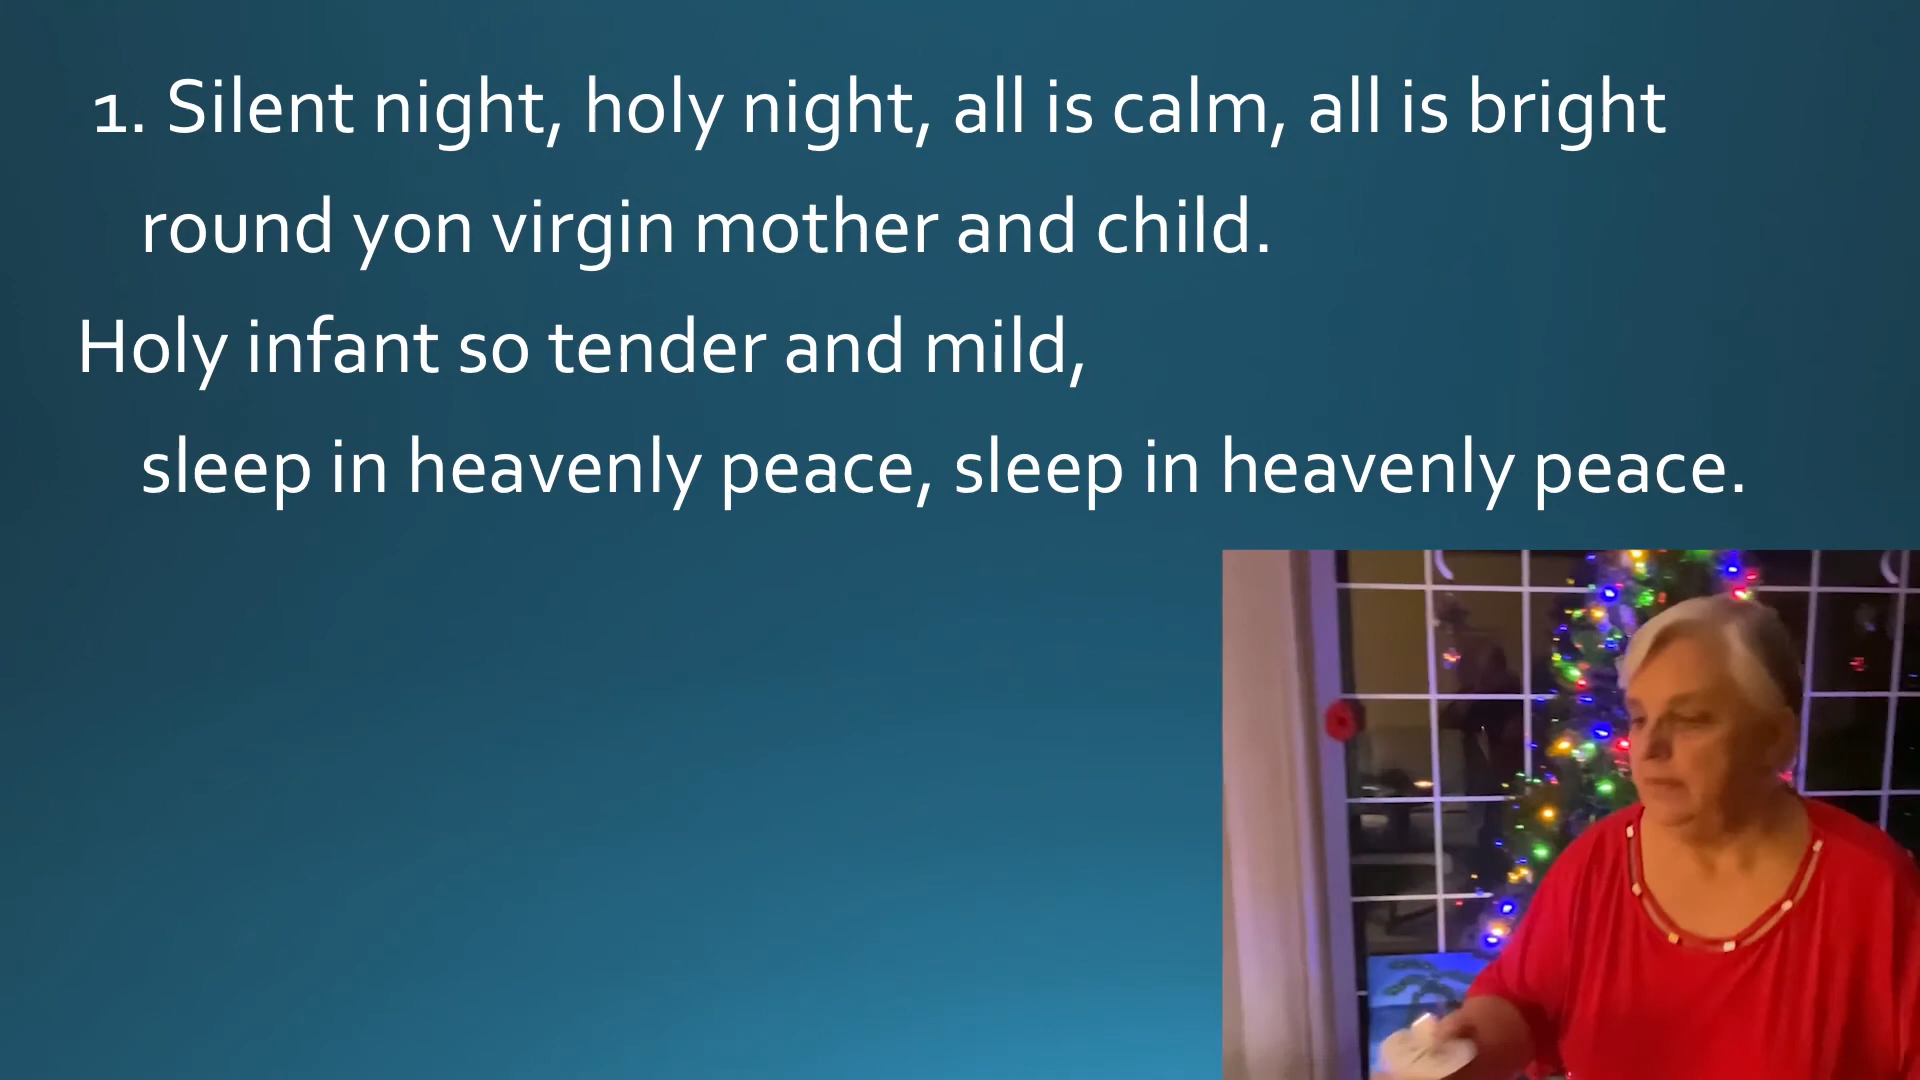 1. Silent night, holy night, all is calm, all is bright
round yon virgin mother and child.
Holy infant so tender and mild,
sleep in heavenly peace, sleep in heavenly peace.